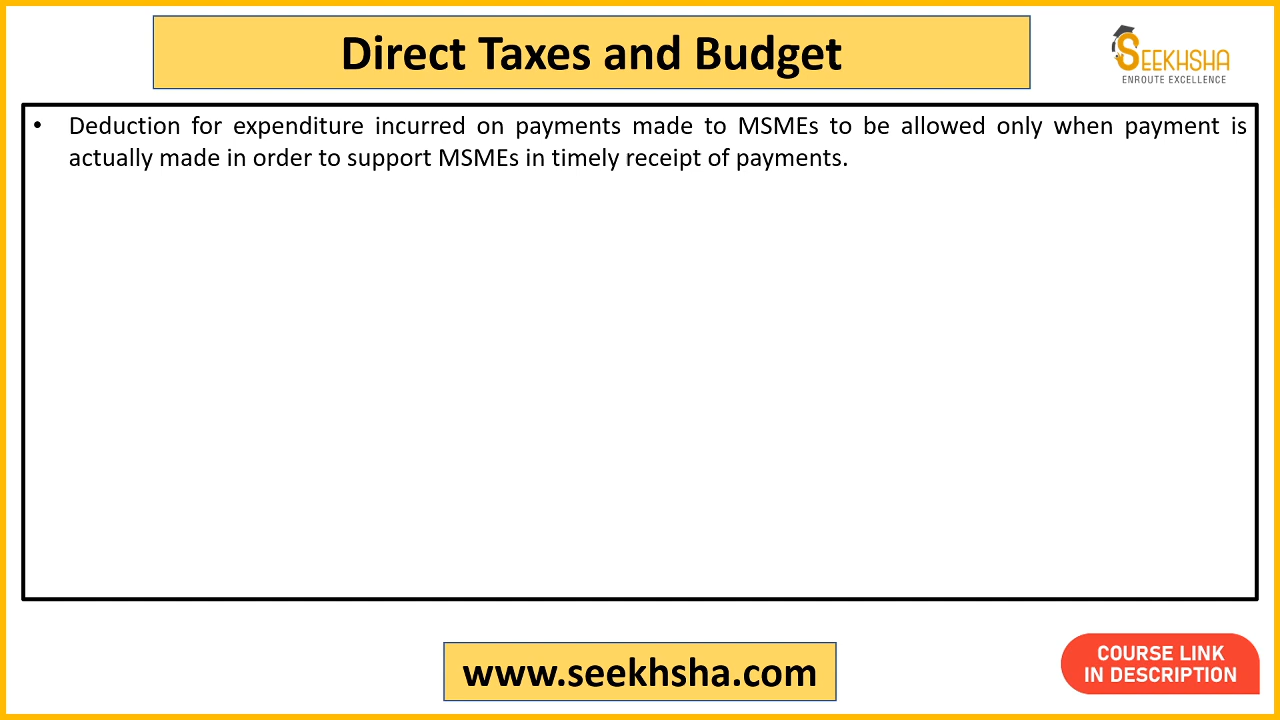 Direct Taxes and Budget
SEEKHSHA
ENROUTE EXCELLENCE
• Deduction for expenditure incurred on payments made to MSMEs to be allowed only when payment is
actually made in order to support MSMEs in timely receipt of payments.
www.seekhsha.com
COURSE LINK
IN DESCRIPTION